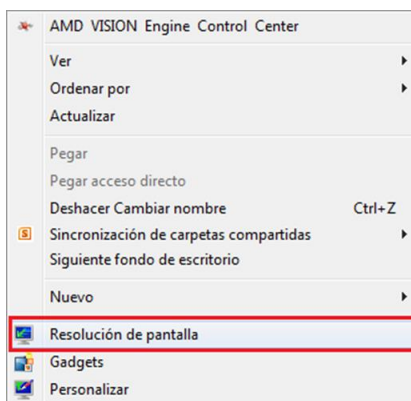 AMD VISION Engine Control Center
Ver
Ordenar por
Actualizar
Pegar
Pegar acceso directo
Deshacer Cambiar nombre Ctrl+Z
Sincronización de carpetas compartidas
Siguiente fondo de escritorio
Nuevo
Resolución de pantalla
Gadgets
Personalizar